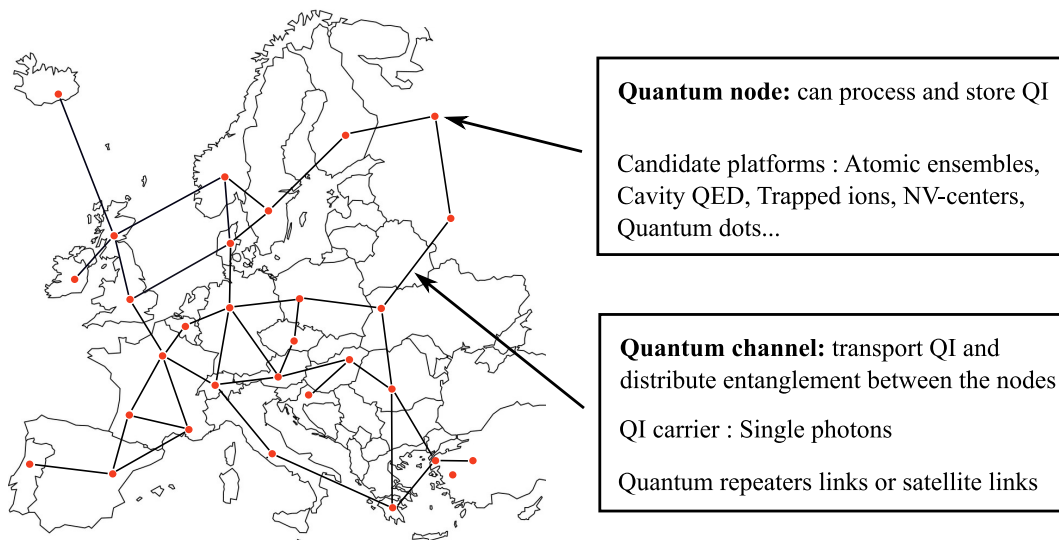 Quantum node: can process and store QI
Candidate platforms : Atomic ensembles,
Cavity QED, Trapped ions, NV-centers,
Quantum dots...
Quantum channel: transport QI and
distribute entanglement between the nodes
QI carrier : Single photons
Quantum repeaters links or satellite links